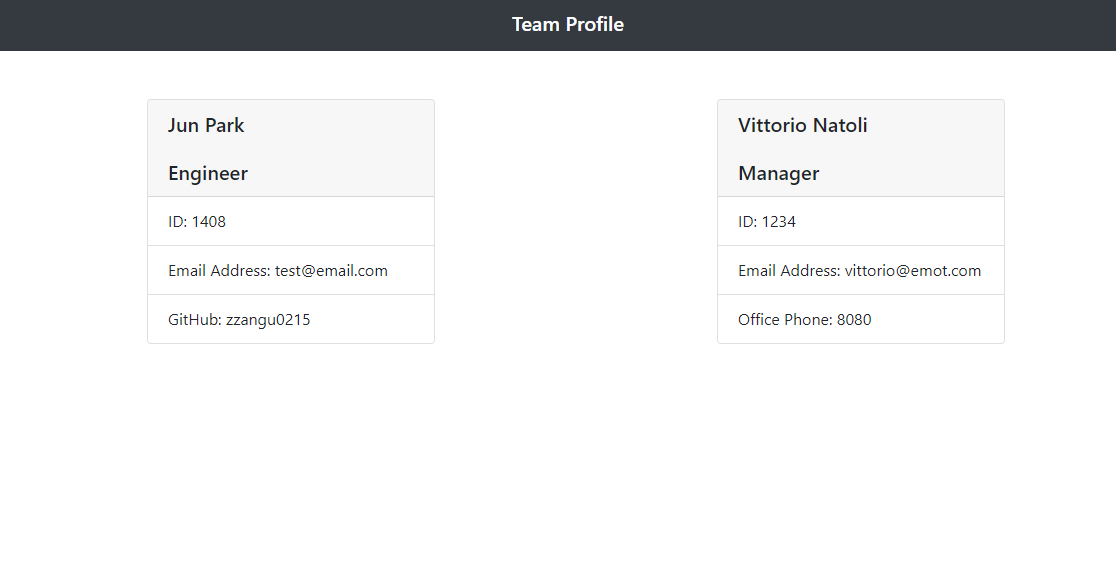 Team Profile
Jun Park
Engineer
ID: 1408
Email Address: test@email.com
GitHub: zzangu0215
Vittorio Natoli
Manager
ID: 1234
Email Address: vittorio@emot.com
Office Phone: 8080